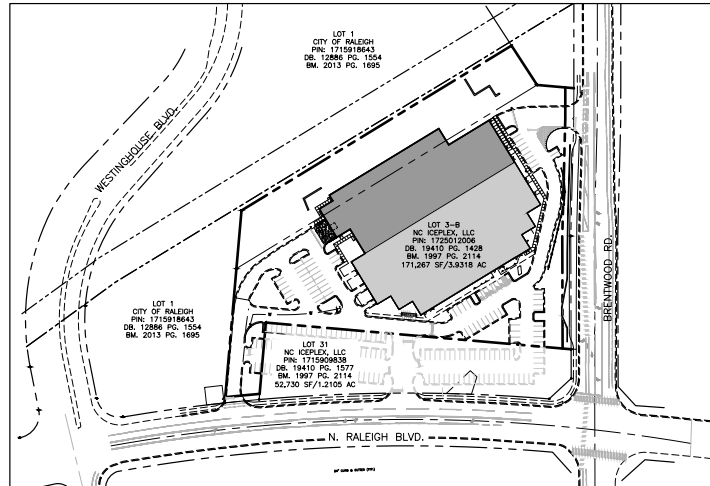 LOT 1
CITY OF RALEIGH
PIN: 1715918643
DB. 12886 PG. 1554
BM. 2013 PG. 1695
WESTINGHOUSE BLVD.
LOT 3-B
NC ICEPLEX, LLC
PIN: 1725012006
DB. 19410 PG. 1428
BM. 1997 PG. 2114
171,267 SF/3.9318 AC
BRENTWOOD RD.
LOT 1
CITY OF RALEIGH
PIN: 1715918643
DB. 12886 PG. 1554
BM. 2013 PG. 1695
LOT 31
NC ICEPLEX, LLC
PIN: 1715909838
DB. 19410 PG. 1577
BM. 1997 PG. 2114
52,730 SF/1.2105 AC
N. RALEIGH BLVD.